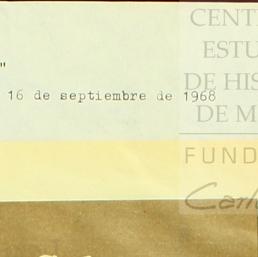 "
16 de septiembre de 1968
CENT
ESTU
DE HIS
DE M
FUND
Carl